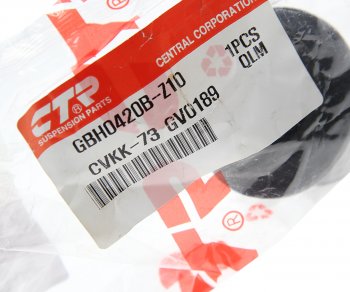 CTR®
SUSPENSION PARTS
CENTRAL CORPORATION
GBH0420B-Z10
1PCS
CVKK-73 GV0189
QLM